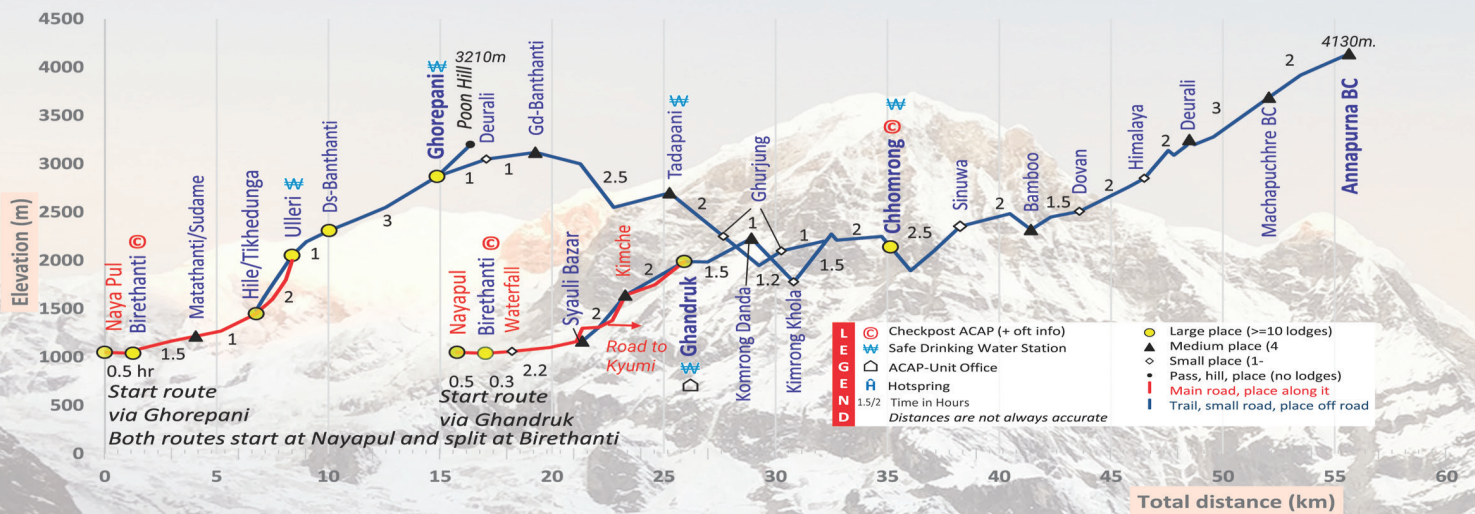 4500
4000
3500
3000
2500
2000
1500
1000
500
0
Elevation (m)
0
5
10
15
20
25
30
35
40
45
50
55
60
Total distance (km)
Naya Pul
Birethanti ©
Matathanti/Sudame
Hile/Tikhedunga
Ulleri
Ds-Banthanti
Ghorepani
Poon Hill
3210m
Deurali
Gd-Banthanti
Tadapani
Ghurjung
Nayapul
Birethanti ©
Waterfall
Syauli Bazar
Kimche
Ghandruk
Komrong Danda
Kimrong Khola
Chhomrong ©
Sinuwa
Bamboo
Dovan
Himalaya
Deurali
Machapuchhre BC
Annapurna BC
4130m.
0.5 hr
1.5
1
2
1
3
1
1
2.5
2
1.2
1
1.5
2
2.5
2
1.5
2
2
3
2
0.5
0.3
2.2
2
2
1.5
1
Road to
Kyumi
Start route
via Ghorepani
Start route
via Ghandruk
Both routes start at Nayapul and split at Birethanti
LEGEND
© Checkpost ACAP (+ oft info)
Safe Drinking Water Station
ACAP-Unit Office
Hotspring
1.5/2 Time in Hours
Distances are not always accurate
Large place (>=10 lodges)
Medium place (4
Small place (1-
Pass, hill, place (no lodges)
Main road, place along it
Trail, small road, place off road